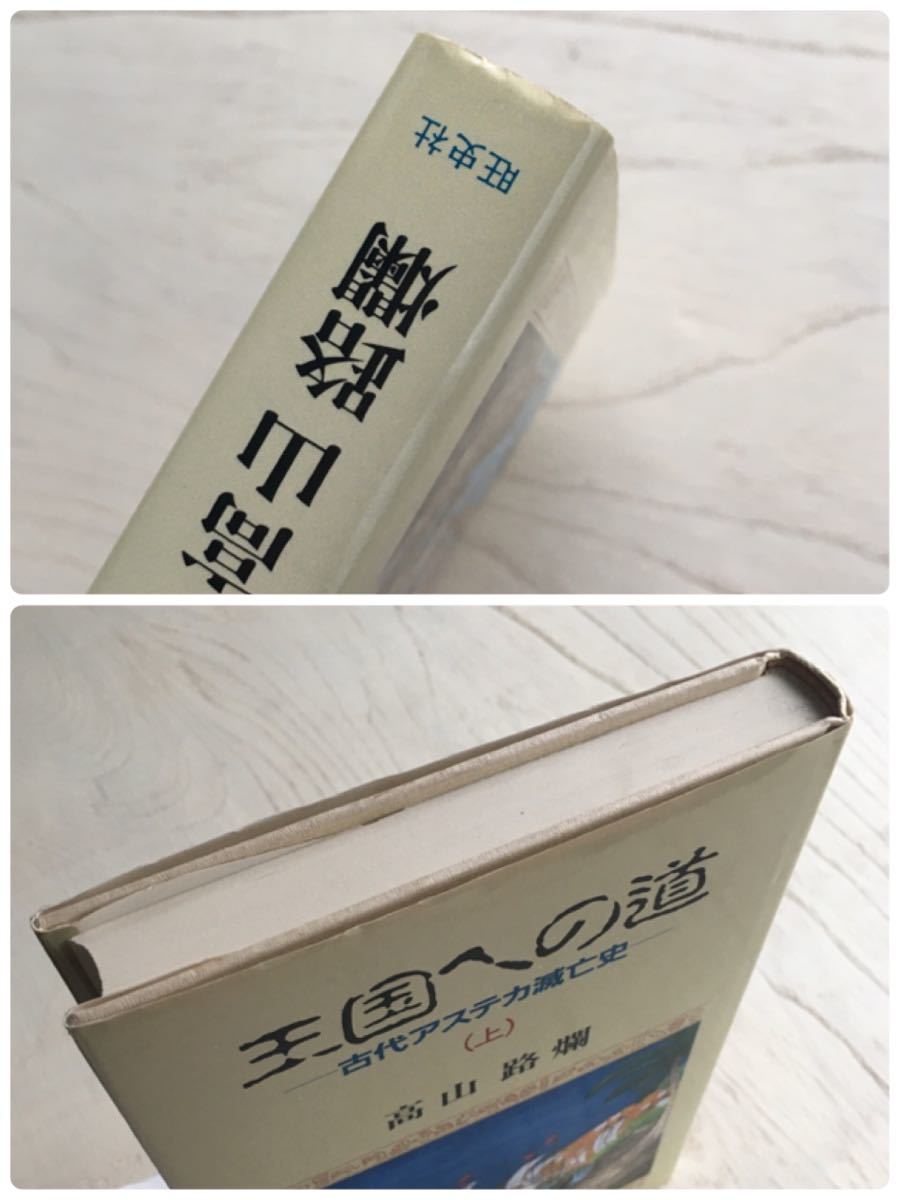 高山路爛
旺史社
王国への道
古代アステカ滅亡史
(上)
高山路爛